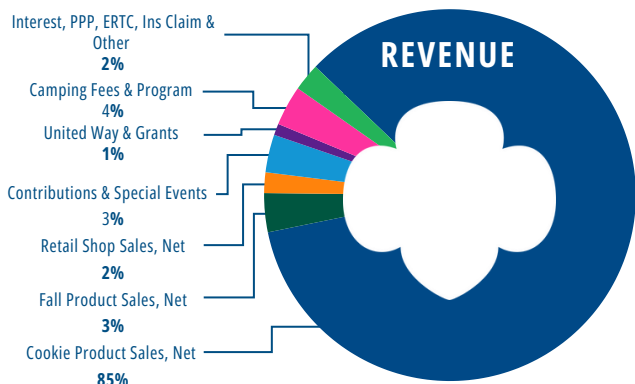 Interest, PPP, ERTC, Ins Claim &
Other
2%
Camping Fees & Program
4%
United Way & Grants
1%
Contributions & Special Events
3%
Retail Shop Sales, Net
2%
Fall Product Sales, Net
3%
Cookie Product Sales, Net
85%
REVENUE